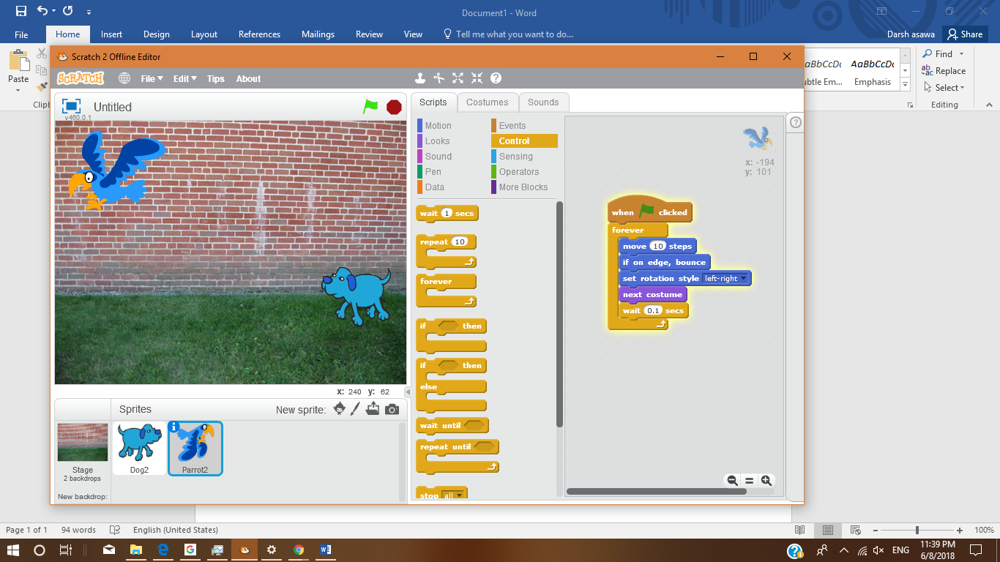 Document1 - Word
File Home Insert Design Layout References Mailings Review View Tell me what you want to do... Darsh asawa Share
Paste
Clipb
AaBbCcDc AaBbCcDc
btle Em... Emphasis
Find
Replace
Select
Editing
Scratch 2 Offline Editor
SCRATCH File Edit Tips About
Untitled
v460.0.1
Scripts Costumes Sounds
Motion Events
Looks Control
Sound Sensing
Pen Operators
Data More Blocks
wait 1 secs
repeat 10
forever
if then
if then
else
wait until
repeat until
stop all
x: -194
y: 101
when clicked
forever
move 10 steps
if on edge, bounce
set rotation style left-right
next costume
wait 0.1 secs
x: 240 y: 62
Sprites New sprite:
Stage
2 backdrops
New backdrop:
Dog2
Parrot2
Page 1 of 1 94 words English (United States) 100%
ENG
11:39 PM
6/8/2018